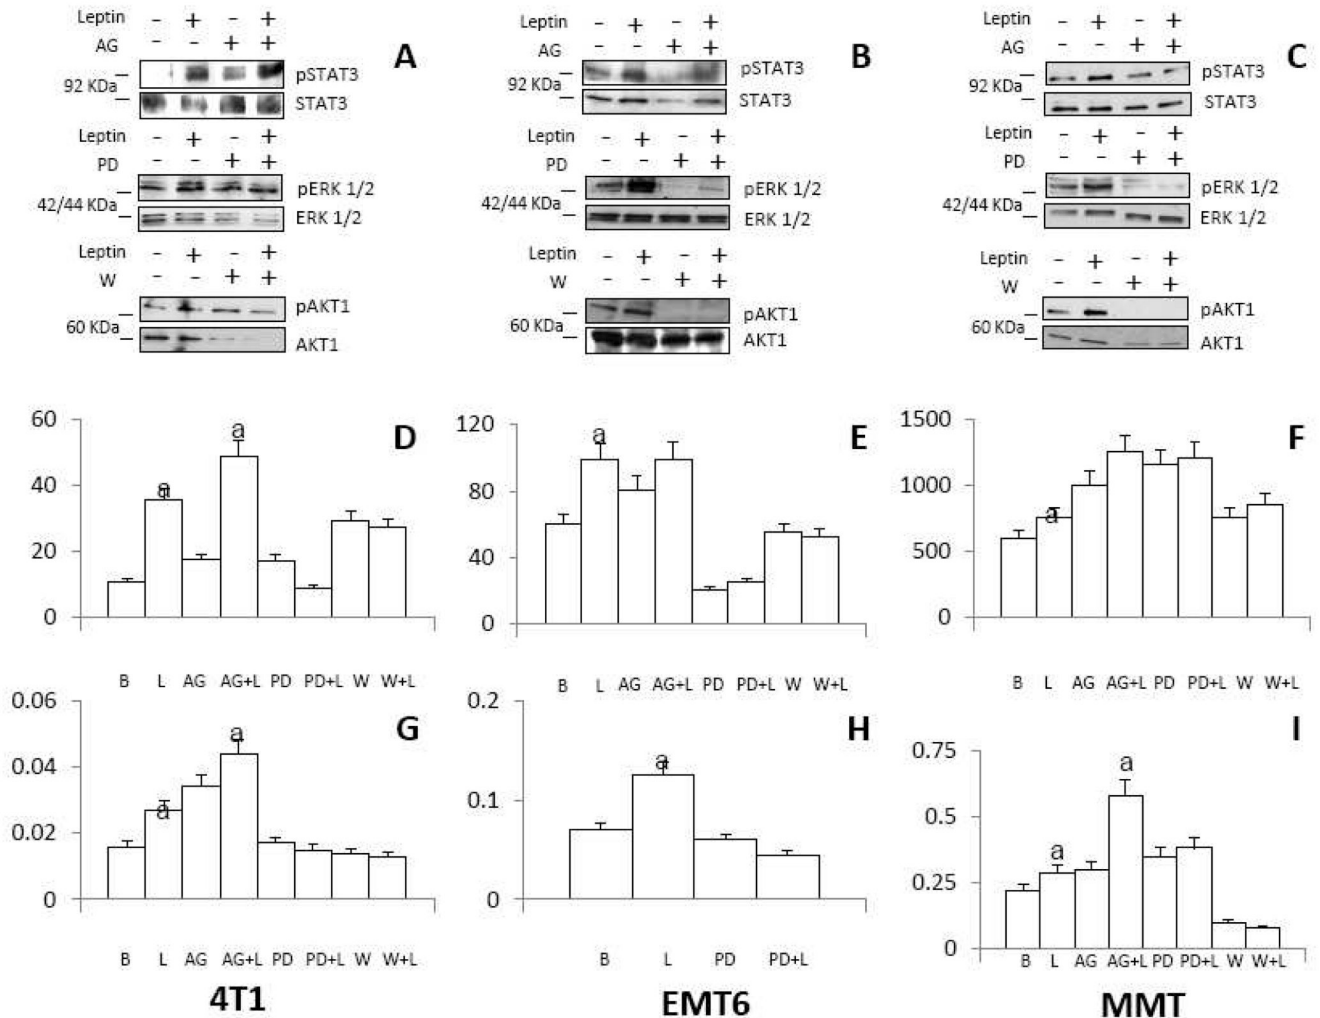 Leptin - + - +
AG - - + +
A
pSTAT3
92 KDa
STAT3
Leptin - + - +
PD - - + +
pERK 1/2
42/44 KDa
ERK 1/2
Leptin - + - +
W - - + +
pAKT1
60 KDa
AKT1
Leptin - + - +
AG - - + +
B
pSTAT3
92 KDa
STAT3
Leptin - + - +
PD - - + +
pERK 1/2
42/44 KDa
ERK 1/2
Leptin - + - +
W - - + +
pAKT1
60 KDa
AKT1
Leptin - + - +
AG - - + +
C
pSTAT3
92 KDa
STAT3
Leptin - + - +
PD - - + +
pERK 1/2
42/44 KDa
ERK 1/2
Leptin - + - +
W - - + +
pAKT1
60 KDa
AKT1
D
60
40
20
0
a
a
B L AG AG+L PD PD+L W W+L
E
120
80
40
0
a
B L AG AG+L PD PD+L W W+L
F
1500
1000
500
0
a
B L AG AG+L PD PD+L W W+L
G
0.06
0.04
0.02
0
a
a
B L AG AG+L PD PD+L W W+L
4T1
H
0.2
0.1
0
a
B L PD PD+L
EMT6
I
0.75
0.5
0.25
0
a
a
B L AG AG+L PD PD+L W W+L
MMT